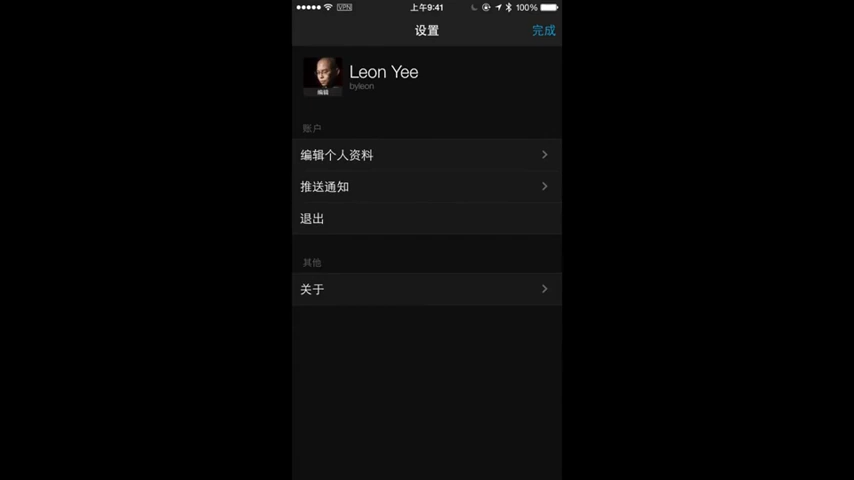 VPN 上午9:41 100%
设置 完成
Leon Yee
byleon
编辑
账户
编辑个人资料
推送通知
退出
其他
关于